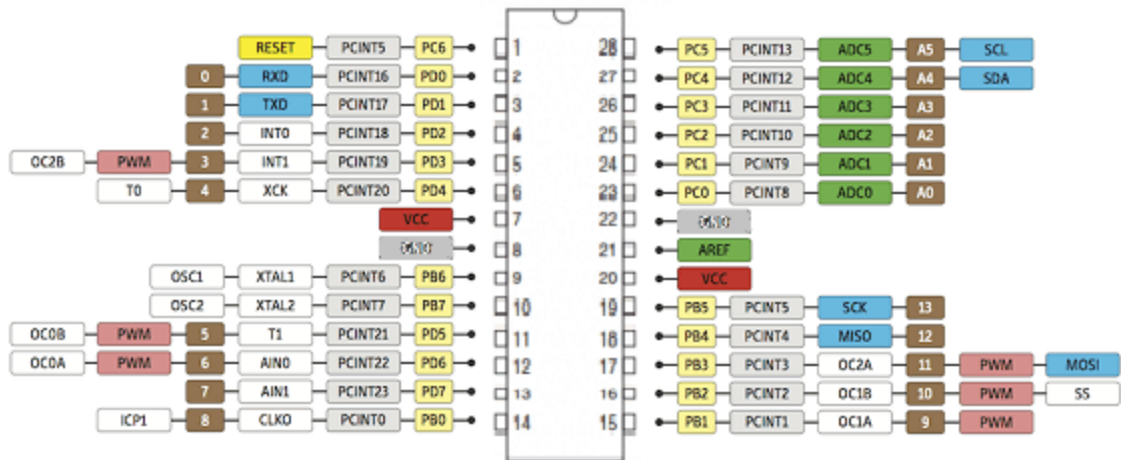 RESET PCINT5 PC6 1 28 PC5 PCINT13 ADC5 A5 SCL
0 RXD PCINT16 PD0 2 27 PC4 PCINT12 ADC4 A4 SDA
1 TXD PCINT17 PD1 3 26 PC3 PCINT11 ADC3 A3
2 INT0 PCINT18 PD2 4 25 PC2 PCINT10 ADC2 A2
OC2B PWM 3 INT1 PCINT19 PD3 5 24 PC1 PCINT9 ADC1 A1
T0 4 XCK PCINT20 PD4 6 23 PC0 PCINT8 ADC0 A0
VCC 7 22 GND
GND 8 21 AREF
OSC1 XTAL1 PCINT6 PB6 9 20 VCC
OSC2 XTAL2 PCINT7 PB7 10 19 PB5 PCINT5 SCK 13
OC0B PWM 5 T1 PCINT21 PD5 11 18 PB4 PCINT4 MISO 12
OC0A PWM 6 AIN0 PCINT22 PD6 12 17 PB3 PCINT3 OC2A 11 PWM MOSI
7 AIN1 PCINT23 PD7 13 16 PB2 PCINT2 OC1B 10 PWM SS
ICP1 8 CLKO PCINT0 PB0 14 15 PB1 PCINT1 OC1A 9 PWM